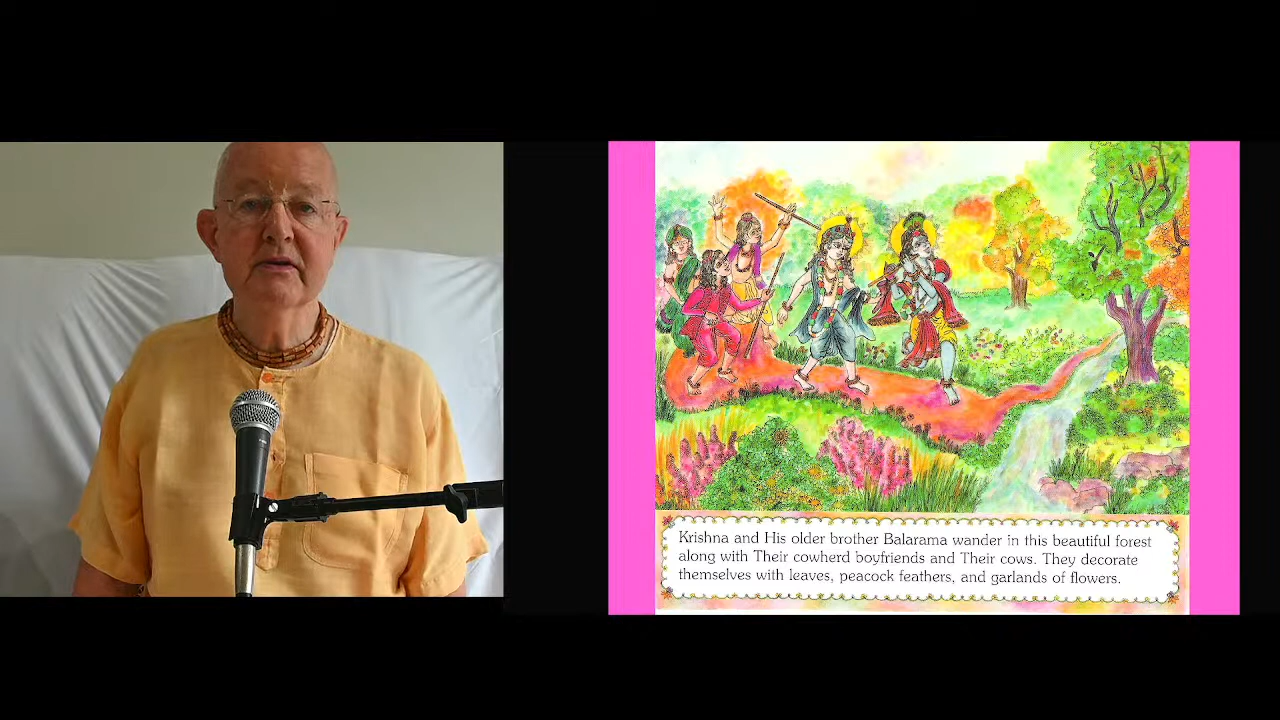 Krishna and His older brother Balarama wander in this beautiful forest
along with Their cowherd boyfriends and Their cows. They decorate
themselves with leaves, peacock feathers, and garlands of flowers.